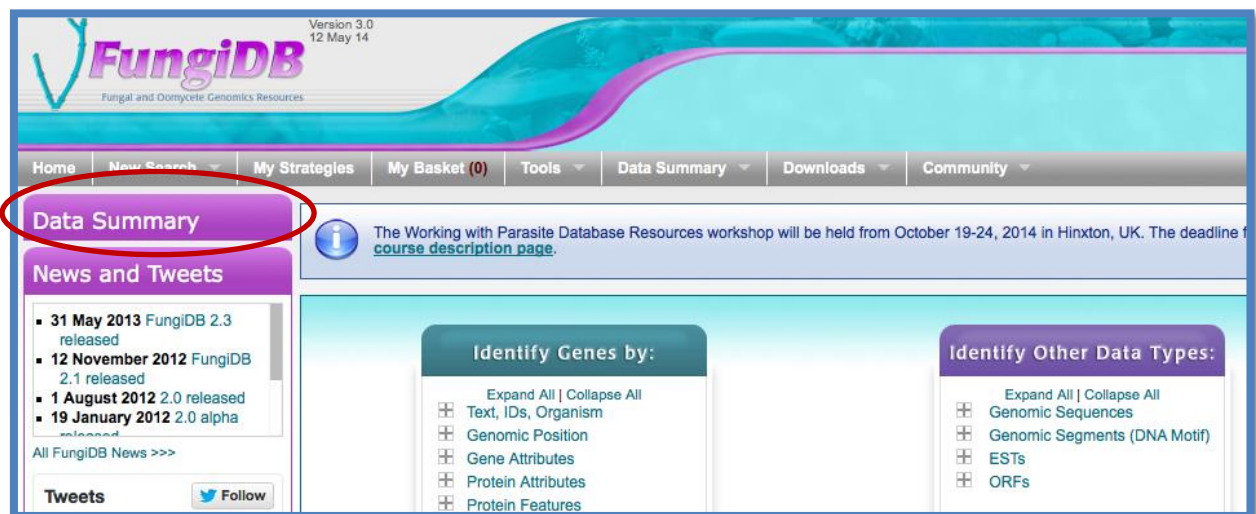 Version 3.0
12 May 14
FungiDB
Fungal and Oomycete Genomics Resources
Home New Search My Strategies My Basket (0) Tools Data Summary Downloads Community
Data Summary
The Working with Parasite Database Resources workshop will be held from October 19-24, 2014 in Hinxton, UK. The deadline f
course description page.
News and Tweets
31 May 2013 FungiDB 2.3
released
12 November 2012 FungiDB
2.1 released
1 August 2012 2.0 released
19 January 2012 2.0 alpha
released
All FungiDB News >>>
Tweets Follow
Identify Genes by:
Expand All | Collapse All
Text, IDs, Organism
Genomic Position
Gene Attributes
Protein Attributes
Protein Features
Identify Other Data Types:
Expand All | Collapse All
Genomic Sequences
Genomic Segments (DNA Motif)
ESTs
ORFs